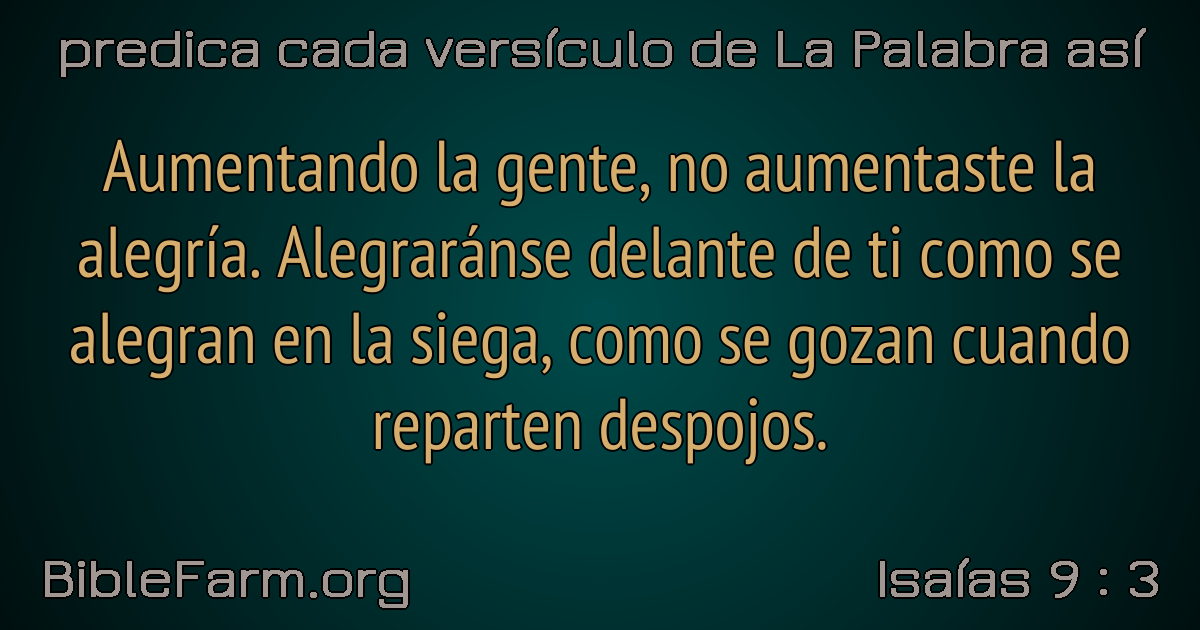 predica cada versículo de La Palabra así
Aumentando la gente, no aumentaste la
alegría. Alegraránse delante de ti como se
alegran en la siega, como se gozan cuando
reparten despojos.
BibleFarm.org
Isaías 9 : 3